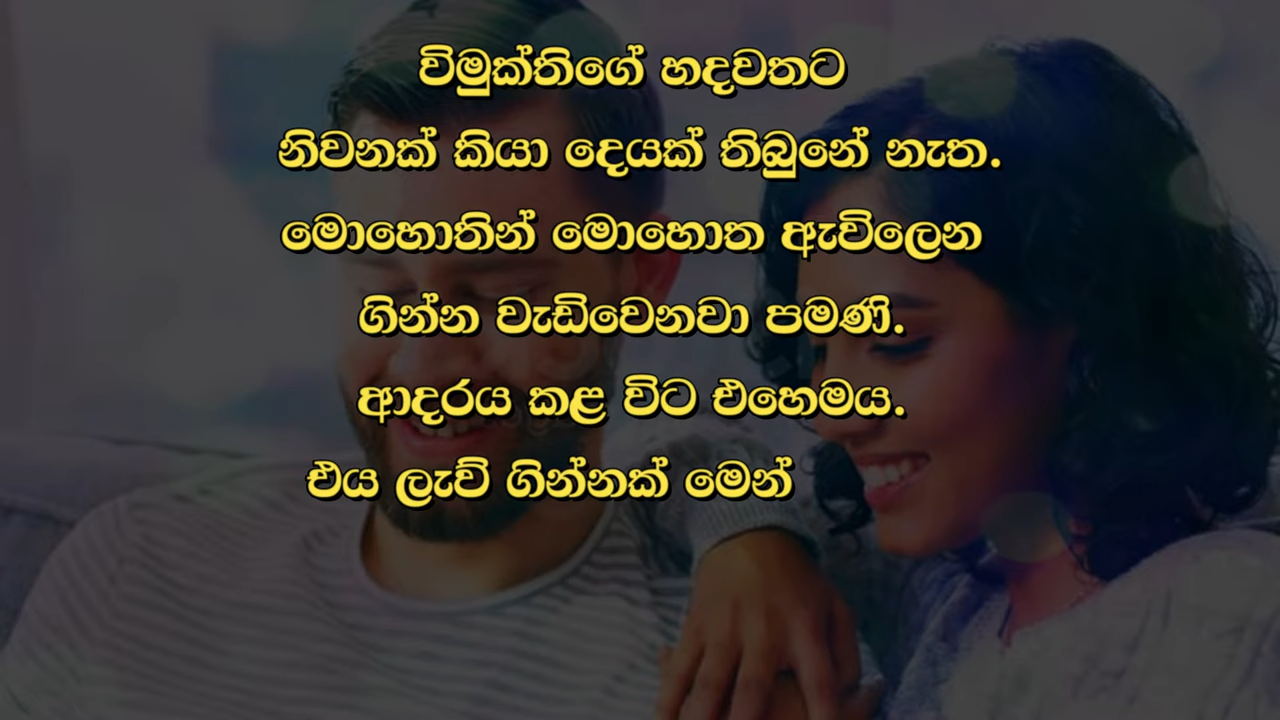 විමුක්තිගේ හදවතට
නිවනක් කියා දෙයක් තිබුනේ නැත.
මොහොතින් මොහොත ඇවිලෙන
ගින්න වැඩිවෙනවා පමණි.
ආදරය කළ විට එහෙමය.
එය ලැව් ගින්නක් මෙන්